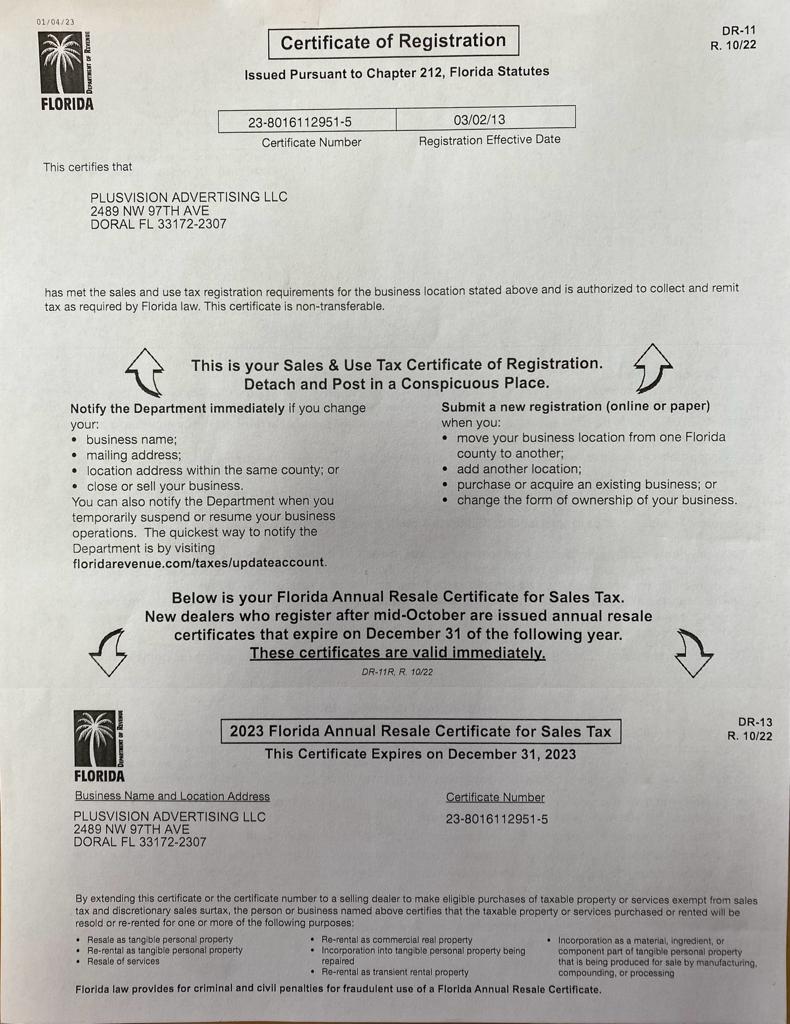 01/04/23
DEPARTMENT OF REVENUE
FLORIDA
Certificate of Registration
Issued Pursuant to Chapter 212, Florida Statutes
DR-11
R. 10/22
23-8016112951-5
03/02/13
Certificate Number
Registration Effective Date
This certifies that
PLUSVISION ADVERTISING LLC
2489 NW 97TH AVE
DORAL FL 33172-2307
has met the sales and use tax registration requirements for the business location stated above and is authorized to collect and remit
tax as required by Florida law. This certificate is non-transferable.
This is your Sales & Use Tax Certificate of Registration.
Detach and Post in a Conspicuous Place.
Notify the Department immediately if you change
your:
• business name;
• mailing address;
• location address within the same county; or
• close or sell your business.
You can also notify the Department when you
temporarily suspend or resume your business
operations. The quickest way to notify the
Department is by visiting
floridarevenue.com/taxes/updateaccount.
Submit a new registration (online or paper)
when you:
• move your business location from one Florida
county to another;
• add another location;
• purchase or acquire an existing business; or
• change the form of ownership of your business.
Below is your Florida Annual Resale Certificate for Sales Tax.
New dealers who register after mid-October are issued annual resale
certificates that expire on December 31 of the following year.
These certificates are valid immediately.
DR-11R, R. 10/22
DEPARTMENT OF REVENUE
FLORIDA
2023 Florida Annual Resale Certificate for Sales Tax
This Certificate Expires on December 31, 2023
DR-13
R. 10/22
Business Name and Location Address
PLUSVISION ADVERTISING LLC
2489 NW 97TH AVE
DORAL FL 33172-2307
Certificate Number
23-8016112951-5
By extending this certificate or the certificate number to a selling dealer to make eligible purchases of taxable property or services exempt from sales
tax and discretionary sales surtax, the person or business named above certifies that the taxable property or services purchased or rented will be
resold or re-rented for one or more of the following purposes:
• Resale as tangible personal property
• Re-rental as tangible personal property
• Resale of services
• Re-rental as commercial real property
• Incorporation into tangible personal property being
repaired
• Re-rental as transient rental property
• Incorporation as a material, ingredient, or
component part of tangible personal property
that is being produced for sale by manufacturing,
compounding, or processing
Florida law provides for criminal and civil penalties for fraudulent use of a Florida Annual Resale Certificate.